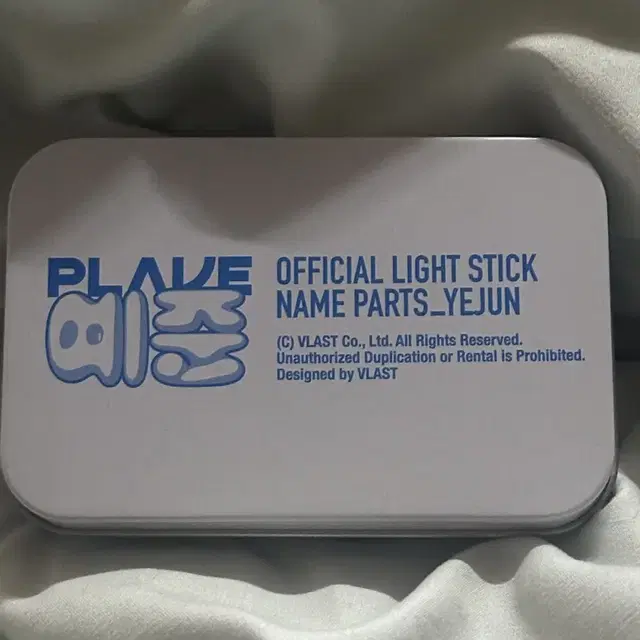 PLAVE
예준
OFFICIAL LIGHT STICK
NAME PARTS_YEJUN
(C) VLAST Co., Ltd. All Rights Reserved.
Unauthorized Duplication or Rental is Prohibited.
Designed by VLAST